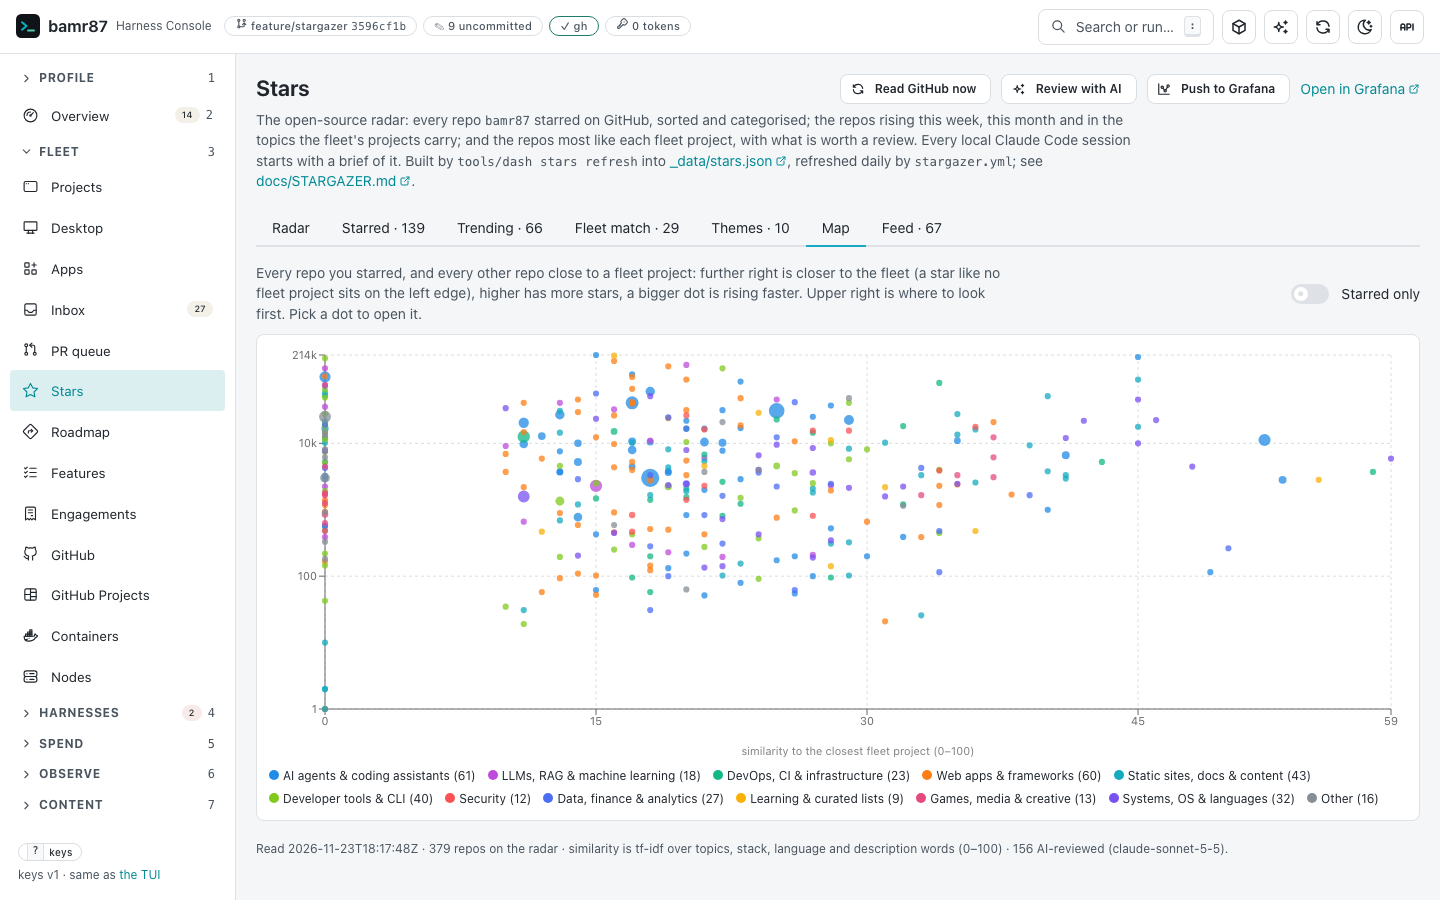 bamr87 Harness Console feature/stargazer 3596cf1b 9 uncommitted gh 0 tokens Search or run... : API
PROFILE 1
Overview 14 2
FLEET 3
Projects
Desktop
Apps
Inbox 27
PR queue
Stars
Roadmap
Features
Engagements
GitHub
GitHub Projects
Containers
Nodes
HARNESSES 2 4
SPEND 5
OBSERVE 6
CONTENT 7
? keys
keys v1 · same as the TUI
Stars
Read GitHub now Review with AI Push to Grafana Open in Grafana
The open-source radar: every repo bamr87 starred on GitHub, sorted and categorised; the repos rising this week, this month and in the
topics the fleet's projects carry; and the repos most like each fleet project, with what is worth a review. Every local Claude Code session
starts with a brief of it. Built by tools/dash stars refresh into _data/stars.json, refreshed daily by stargazer.yml; see
docs/STARGAZER.md.
Radar Starred · 139 Trending · 66 Fleet match · 29 Themes · 10 Map Feed · 67
Every repo you starred, and every other repo close to a fleet project: further right is closer to the fleet (a star like no
fleet project sits on the left edge), higher has more stars, a bigger dot is rising faster. Upper right is where to look
first. Pick a dot to open it.
Starred only
214k
10k
100
1
0 15 30 45 59
similarity to the closest fleet project (0–100)
AI agents & coding assistants (61) LLMs, RAG & machine learning (18) DevOps, CI & infrastructure (23) Web apps & frameworks (60) Static sites, docs & content (43)
Developer tools & CLI (40) Security (12) Data, finance & analytics (27) Learning & curated lists (9) Games, media & creative (13) Systems, OS & languages (32) Other (16)
Read 2026-11-23T18:17:48Z · 379 repos on the radar · similarity is tf-idf over topics, stack, language and description words (0–100) · 156 AI-reviewed (claude-sonnet-5-5).